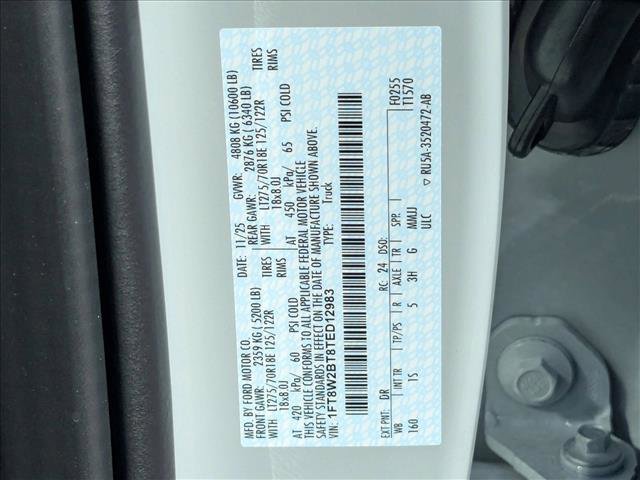 MFD. BY FORD MOTOR CO.
DATE: 11/25 GVWR: 4808 KG (10600 LB)
FRONT GAWR: 2359 KG ( 5200 LB) REAR GAWR: 2876 KG ( 6340 LB)
WITH LT275/70R18E 125/122R TIRES WITH LT275/70R18E 125/122R TIRES
18x8.0J RIMS 18x8.0J RIMS
AT 420 kPa/ 60 PSI COLD AT 450 kPa/ 65 PSI COLD
THIS VEHICLE CONFORMS TO ALL APPLICABLE FEDERAL MOTOR VEHICLE
SAFETY STANDARDS IN EFFECT ON THE DATE OF MANUFACTURE SHOWN ABOVE.
VIN: 1FT8W2BT8TED12983 TYPE: Truck
F0255
T1570
EXT PNT: DR RC: 24 DSO:
WB INT TR TP/PS R AXLE TR SPP.
160 1S 5 3H G MMJJ
ULC ▽ RU5A-3520472-AB